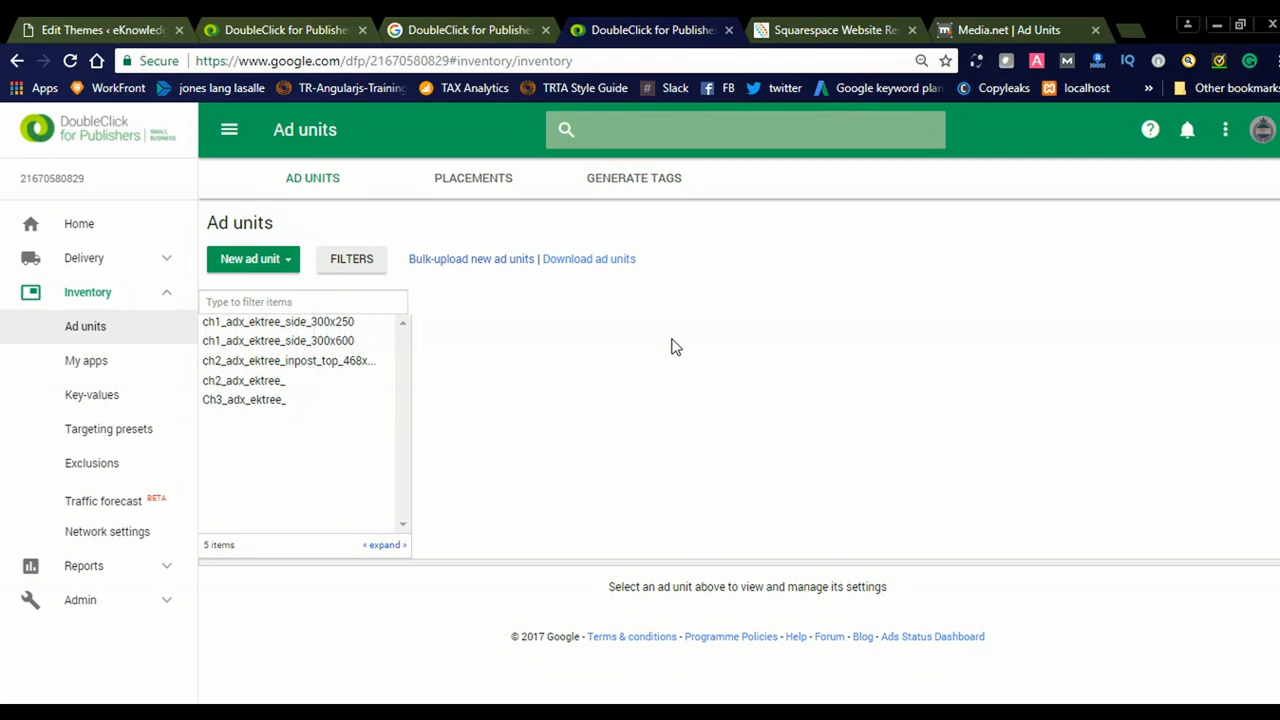 Edit Themes ‹ eKnowled
DoubleClick for Publishe
DoubleClick for Publishe
DoubleClick for Publishe
Squarespace Website Re
Media.net | Ad Units
Secure
https://www.google.com/dfp/21670580829#inventory/inventory
Apps
WorkFront
jones lang lasalle
TR-Angularjs-Training
TAX Analytics
TRTA Style Guide
Slack
FB
twitter
Google keyword plan
Copyleaks
localhost
»
Other bookmarks
DoubleClick
for Publishers
SMALL BUSINESS
Ad units
21670580829
AD UNITS
PLACEMENTS
GENERATE TAGS
Home
Delivery
Inventory
Ad units
My apps
Key-values
Targeting presets
Exclusions
Traffic forecast BETA
Network settings
Reports
Admin
Ad units
New ad unit
FILTERS
Bulk-upload new ad units | Download ad units
Type to filter items
ch1_adx_ektree_side_300x250
ch1_adx_ektree_side_300x600
ch2_adx_ektree_inpost_top_468x...
ch2_adx_ektree_
Ch3_adx_ektree_
5 items
« expand »
Select an ad unit above to view and manage its settings
© 2017 Google - Terms & conditions - Programme Policies - Help - Forum - Blog - Ads Status Dashboard